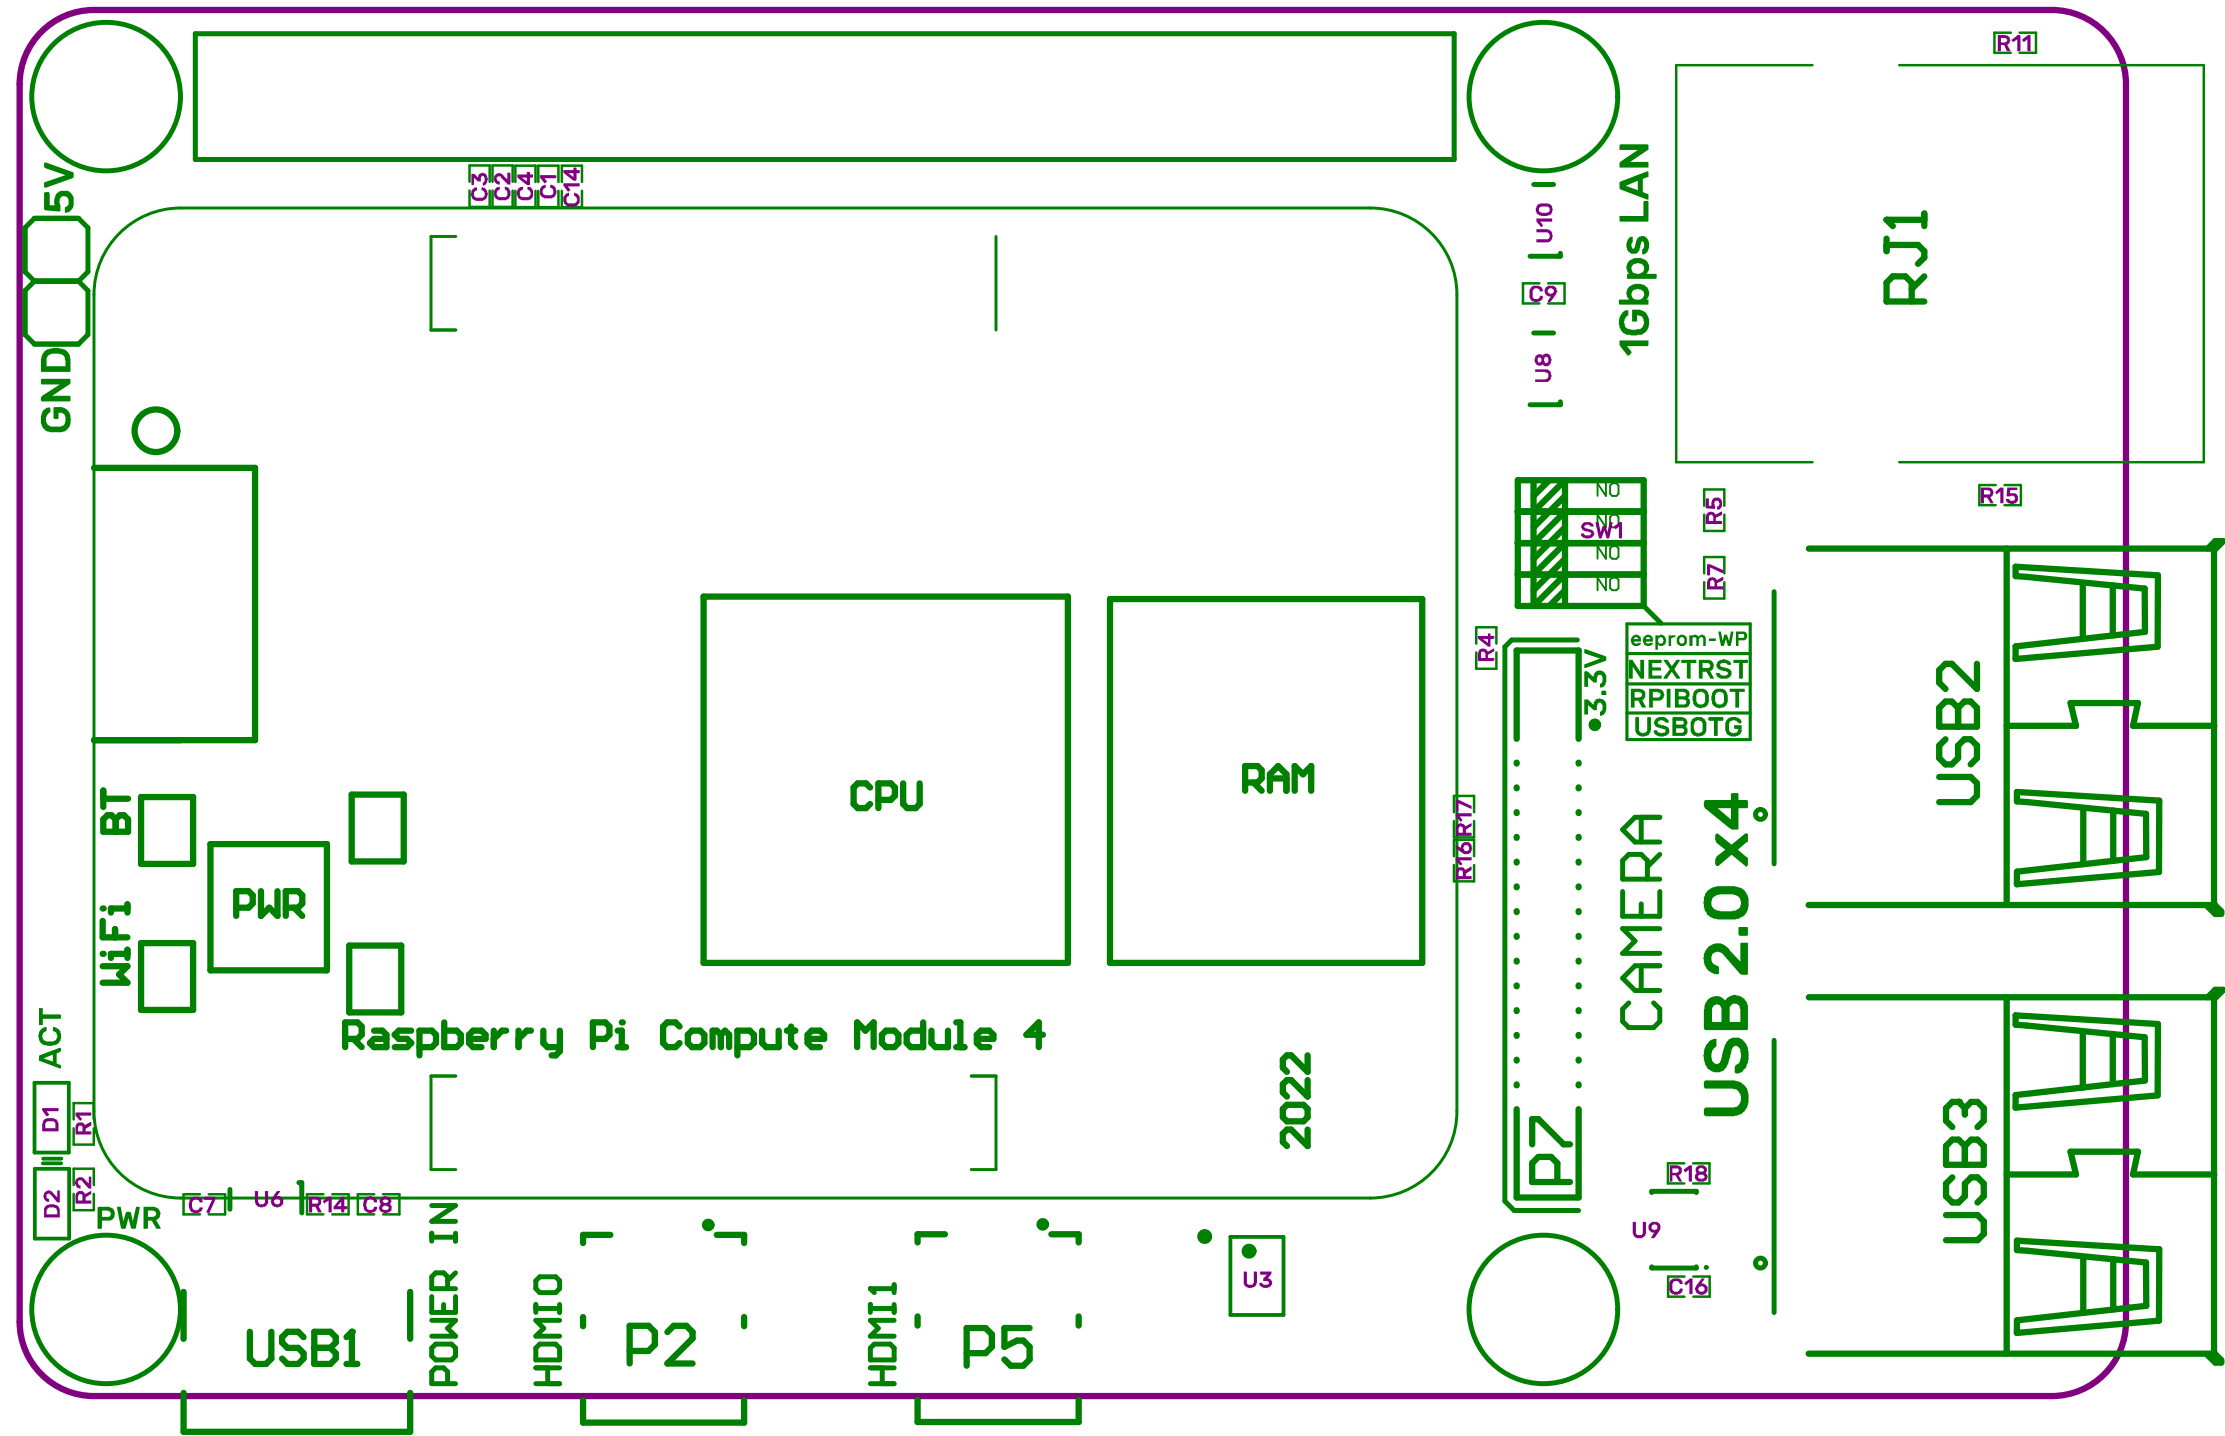 R11
5V
C3
C2
C4
C1
C14
U10
1Gbps LAN
RJ1
C9
U8
GND
NO
NO
NO
NO
SW1
R5
R15
R7
R4
eeprom-WP
NEXTRST
RPIBOOT
USBOTG
3.3V
USB2
CPU
RAM
BT
WiFi
PWR
R17
R16
CAMERA
USB 2.0 x4
ACT
Raspberry Pi Compute Module 4
2022
D1
R1
D2
R2
PWR
C7
U6
R14
C8
P7
R18
U9
C16
USB3
POWER IN
USB1
HDMI0
P2
HDMI1
P5
U3